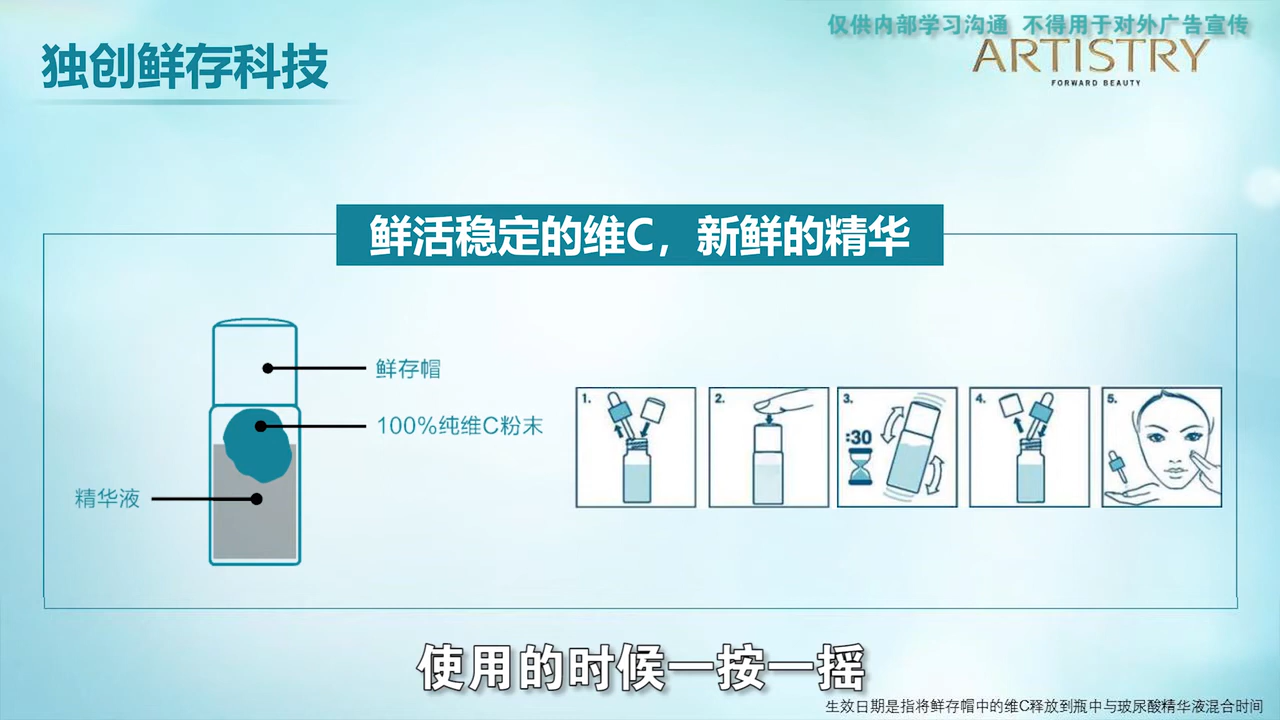 仅供内部学习沟通 不得用于对外广告宣传
独创鲜存科技
ARTISTRY
FORWARD BEAUTY
鲜活稳定的维C，新鲜的精华
鲜存帽
100%纯维C粉末
精华液
1.
2.
3.
:30
4.
5.
使用的时候一按一摇
生效日期是指将鲜存帽中的维C释放到瓶中与玻尿酸精华液混合时间